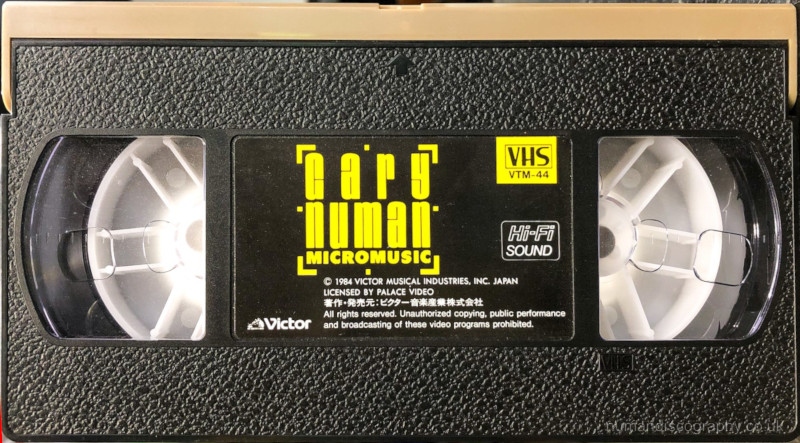 gary
numan
MICROMUSIC
VHS
VTM-44
Hi-Fi
SOUND
© 1984 VICTOR MUSICAL INDUSTRIES, INC. JAPAN
LICENSED BY PALACE VIDEO
著作・発売元:ビクター音楽産業株式会社
All rights reserved. Unauthorized copying, public performance
and broadcasting of these video programs prohibited.
Victor
numandiscography.co.uk